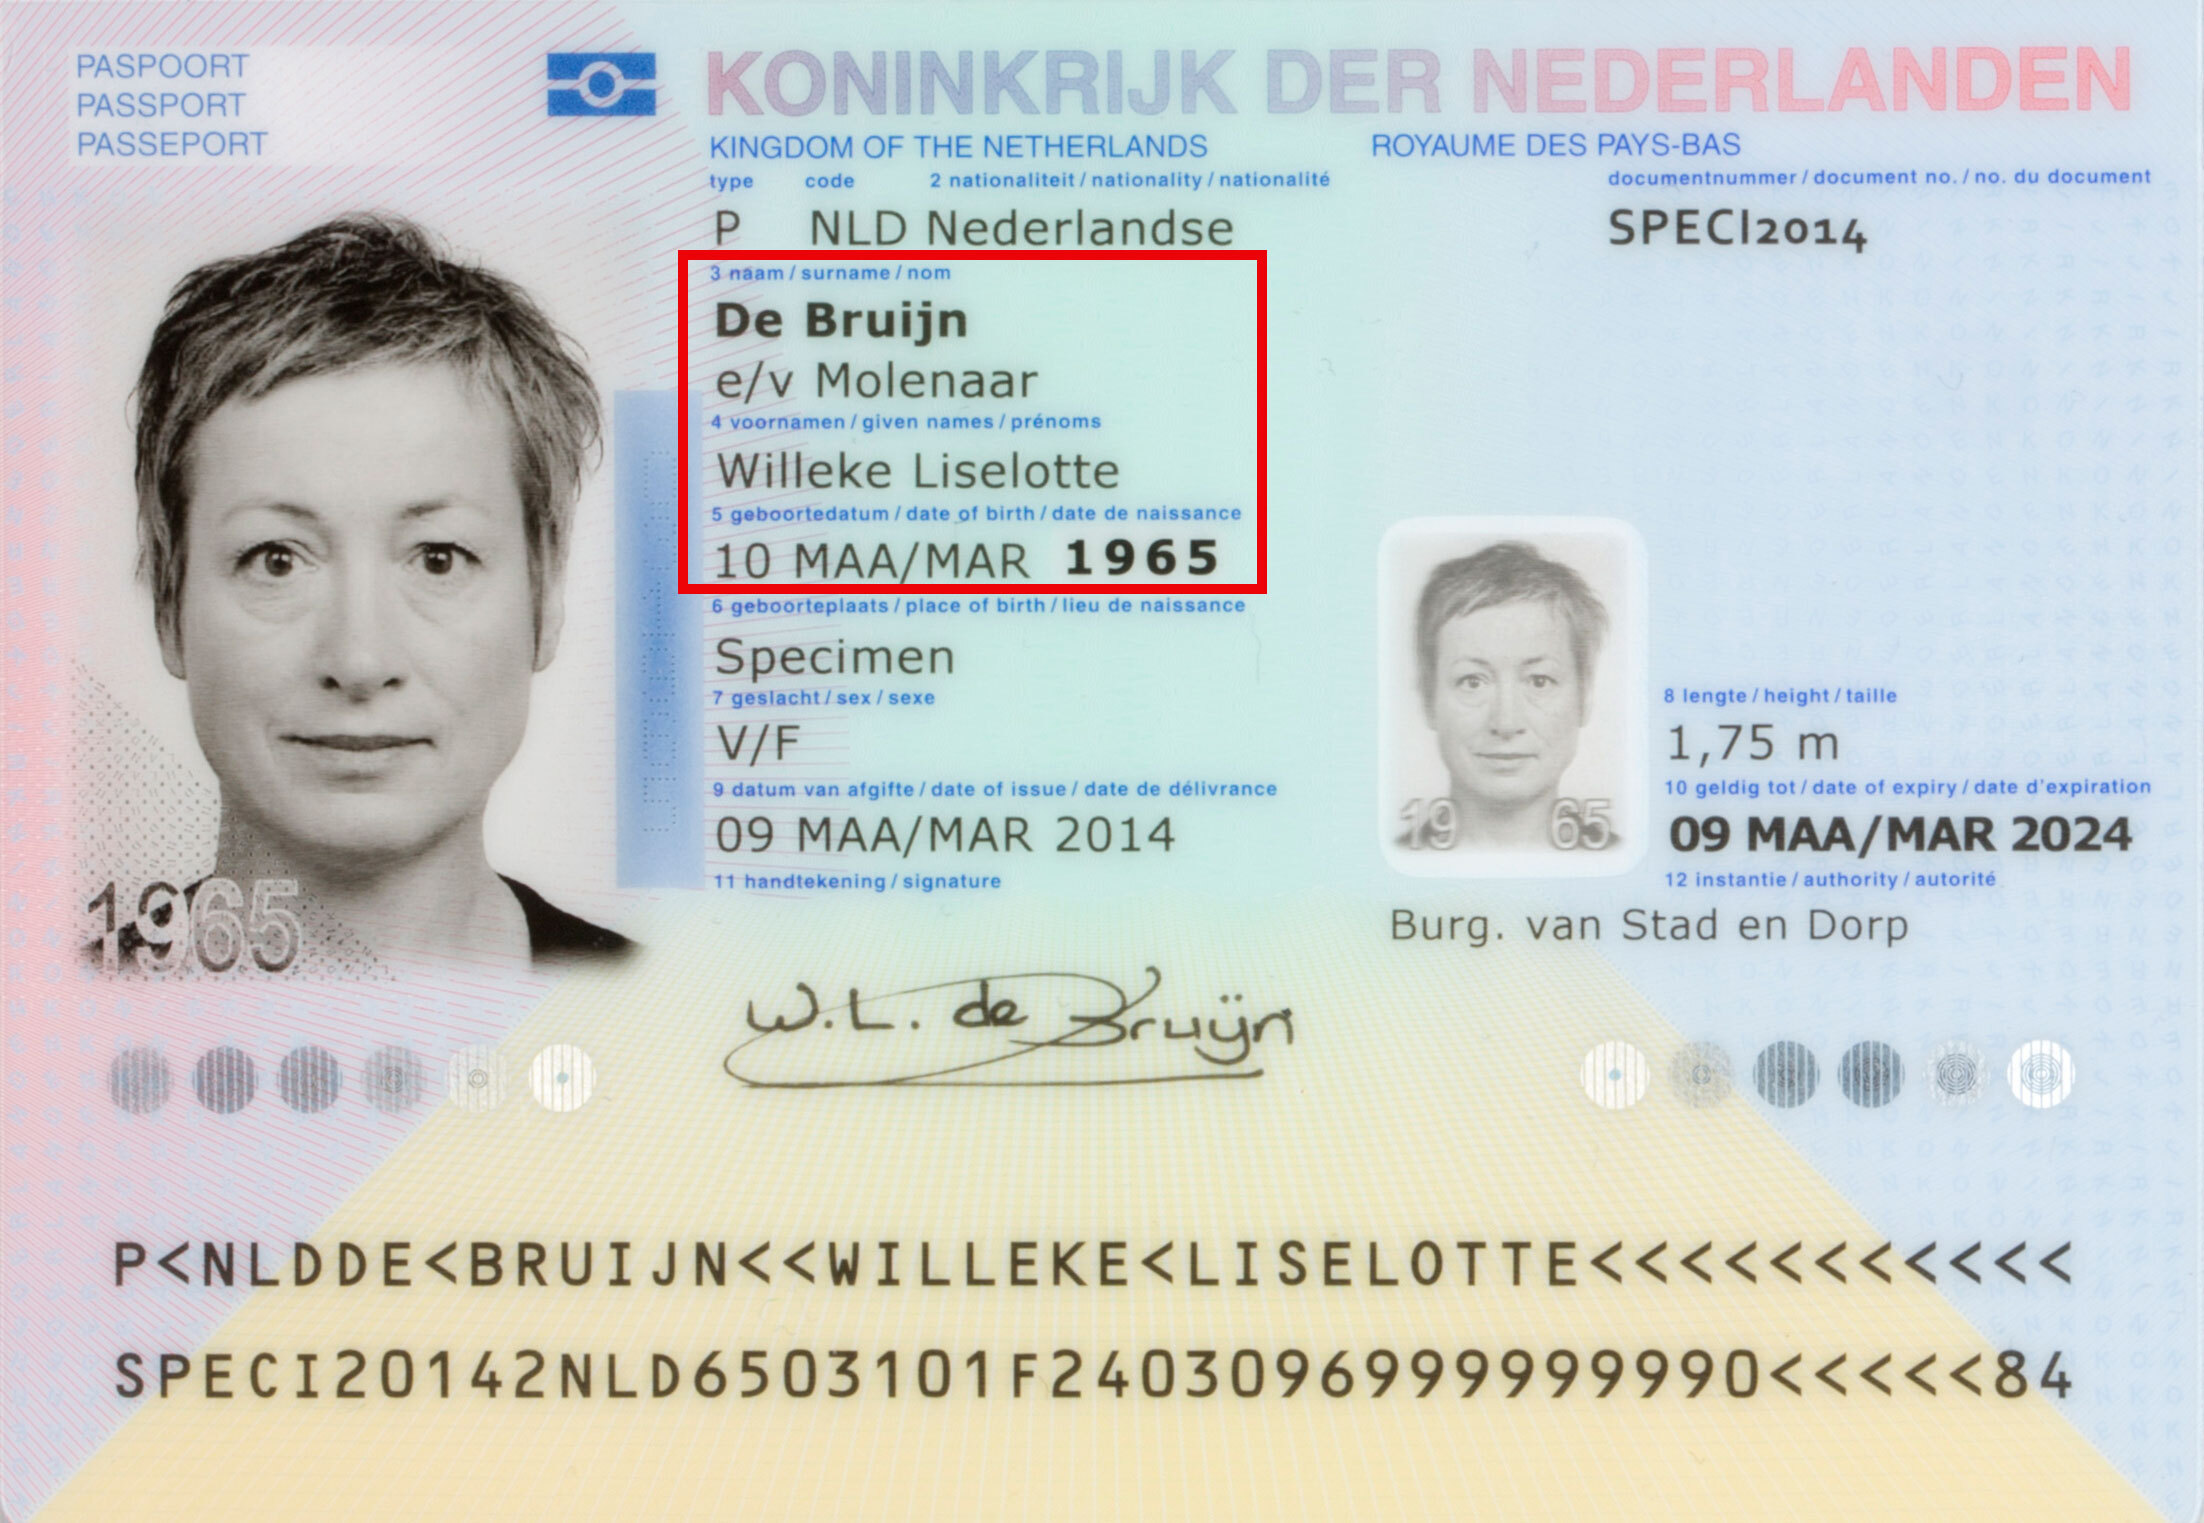 PASPOORT
PASSPORT
PASSEPORT
KONINKRIJK DER NEDERLANDEN
KINGDOM OF THE NETHERLANDS ROYAUME DES PAYS-BAS
type code 2 nationaliteit / nationality / nationalité documentnummer / document no. / no. du document
P NLD Nederlandse SPECI2014
3 naam / surname / nom
De Bruijn
e/v Molenaar
4 voornamen / given names / prénoms
Willeke Liselotte
5 geboortedatum / date of birth / date de naissance
10 MAA/MAR 1965
6 geboorteplaats / place of birth / lieu de naissance
Specimen
7 geslacht / sex / sexe
V/F
8 lengte / height / taille
1,75 m
9 datum van afgifte / date of issue / date de délivrance
09 MAA/MAR 2014
10 geldig tot / date of expiry / date d'expiration
09 MAA/MAR 2024
11 handtekening / signature
12 instantie / authority / autorité
Burg. van Stad en Dorp
1965
19 65
W.L. de Bruijn
P<NLDDE<BRUIJN<<WILLEKE<LISELOTTE<<<<<<<<<<<
SPECI20142NLD6503101F2403096999999990<<<<<84